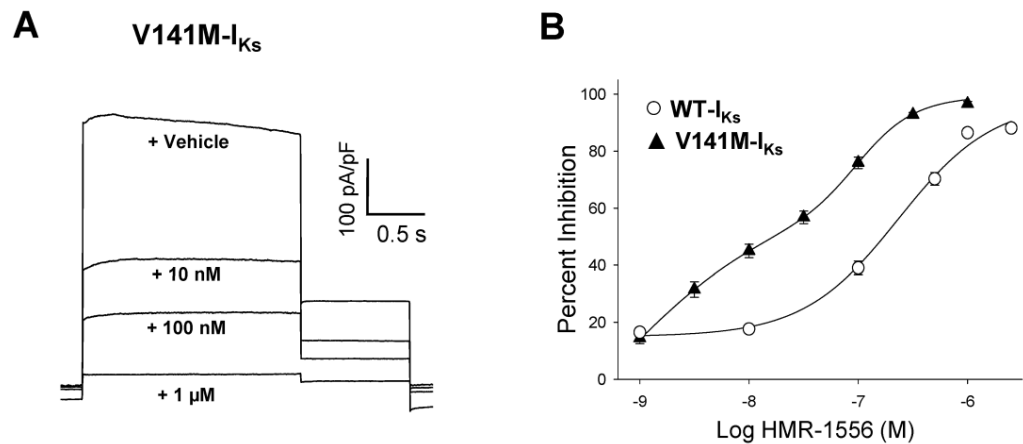 A
V141M-IKs
+ Vehicle
+ 10 nM
+ 100 nM
+ 1 µM
100 pA/pF
0.5 s
B
WT-IKs
V141M-IKs
Percent Inhibition
100
80
60
40
20
0
-9
-8
-7
-6
Log HMR-1556 (M)